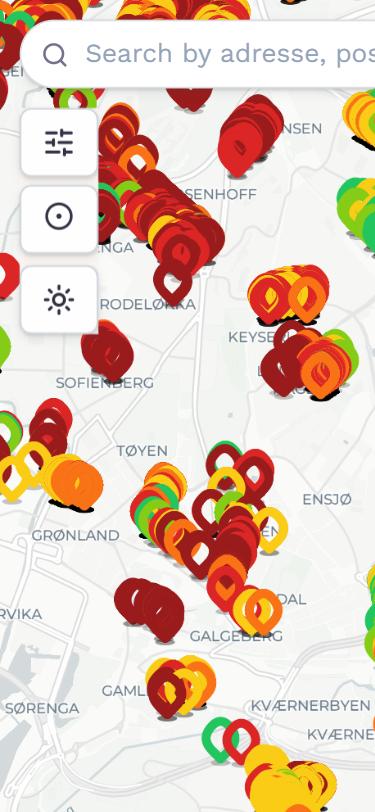 Search by adresse, pos
NSEN
SENHOFF
ENGA
RODELØKKA
KEYSE
SOFIENBERG
TØYEN
ENSJØ
GRØNLAND
EN
DAL
RVIKA
GALGEBERG
GAML
SØRENGA
KVÆRNERBYEN
KVÆRNE